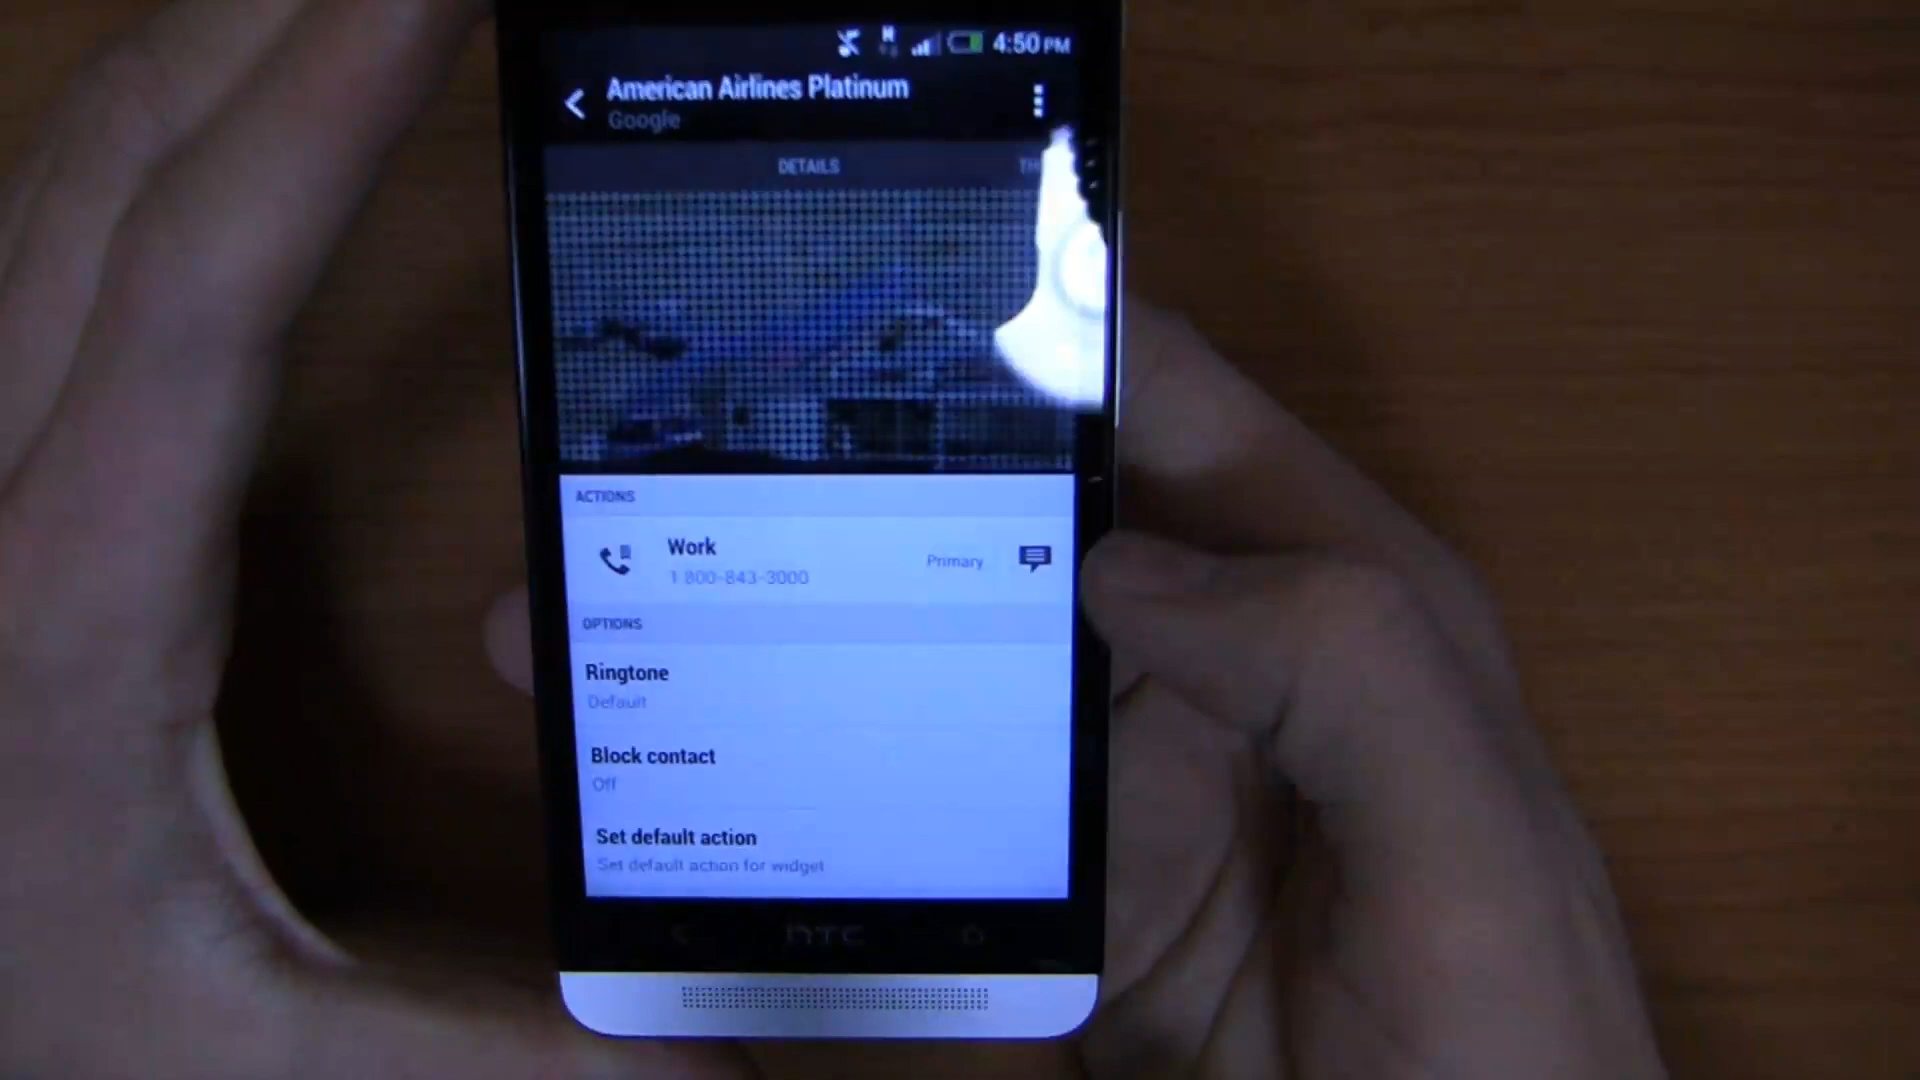 4:50 PM
American Airlines Platinum
Google
DETAILS
ACTIONS
Work
1 800-843-3000
Primary
OPTIONS
Ringtone
Default
Block contact
Off
Set default action
Set default action for widget
hTC